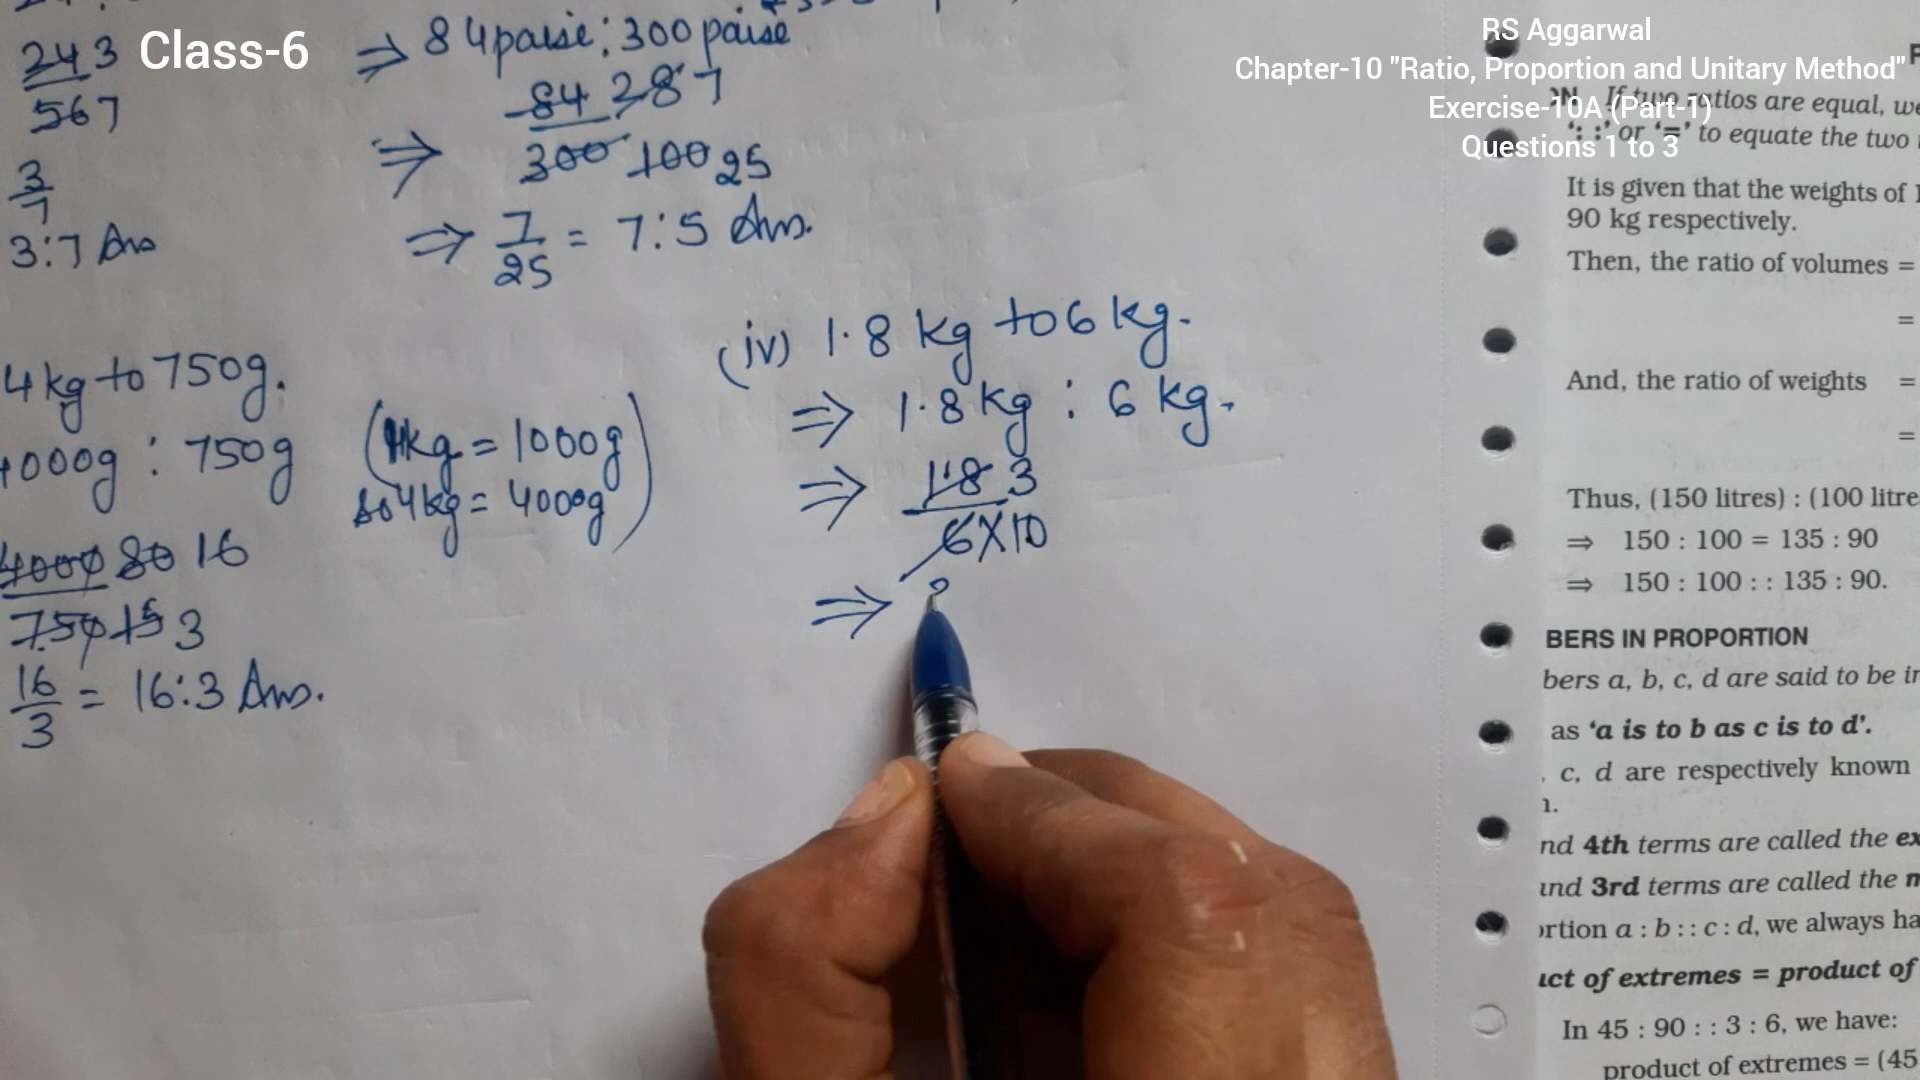 Class-6
RS Aggarwal
Chapter-10 "Ratio, Proportion and Unitary Method"
Exercise-10A (Part-1)
Questions 1 to 3
243
567
3
7
3:7 Ans
⇒ 84 paise : 300 paise
⇒ 84 28 7
300 100 25
⇒ 7
25 = 7:5 Ans.
4kg to 750g.
000g : 750g
(1kg = 1000g
so 4kg = 4000g)
4000 80 16
750 15 3
16
3 = 16:3 Ans.
(iv) 1.8 kg to 6 kg.
⇒ 1.8 kg : 6 kg.
⇒ 1.8 3
6×10
⇒
If two ratios are equal, we
': :' or '=' to equate the two
It is given that the weights of
90 kg respectively.
Then, the ratio of volumes =
=
And, the ratio of weights =
=
Thus, (150 litres) : (100 litre
⇒ 150 : 100 = 135 : 90
⇒ 150 : 100 : : 135 : 90.
BERS IN PROPORTION
bers a, b, c, d are said to be in
as 'a is to b as c is to d'.
, c, d are respectively known
nd 4th terms are called the ex
and 3rd terms are called the m
ortion a : b : : c : d, we always ha
uct of extremes = product of
In 45 : 90 : : 3 : 6, we have:
product of extremes = (45